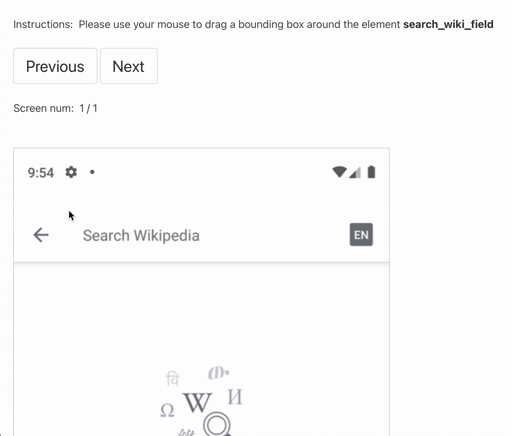 Instructions: Please use your mouse to drag a bounding box around the element search_wiki_field
Previous Next
Screen num: 1 / 1
9:54
Search Wikipedia EN
वि
Ω W И